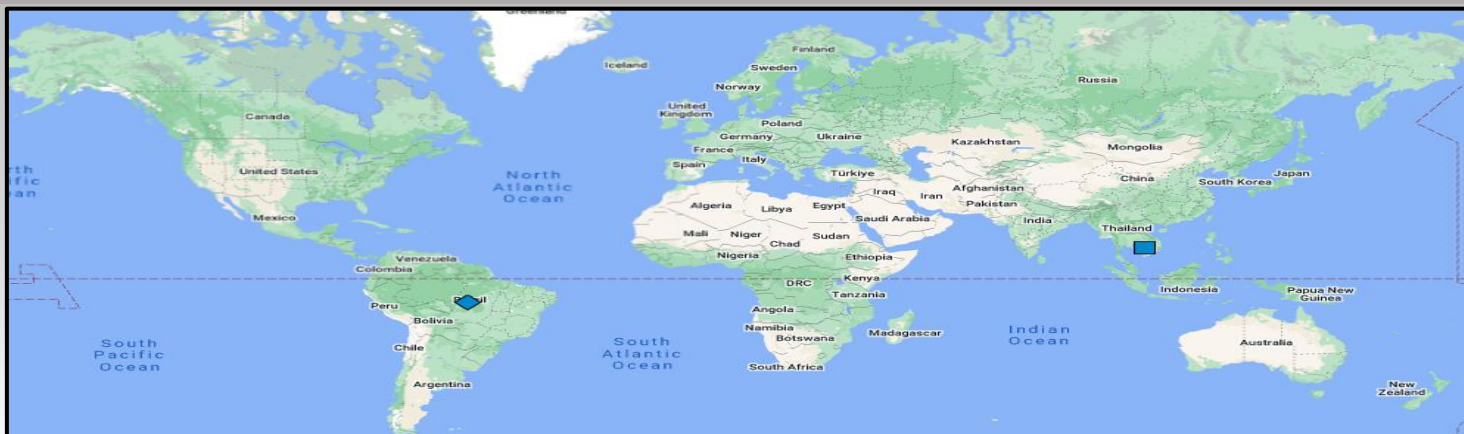 Greenland
Finland
Iceland
Sweden
Russia
Norway
Canada
United
Kingdom
Poland
Germany
Ukraine
Kazakhstan
France
Mongolia
Italy
Spain
Türkiye
United States
North
Atlantic
Ocean
China
South Korea
Japan
Iraq
Iran
Afghanistan
Pakistan
Algeria
Libya
Egypt
Saudi Arabia
India
Mexico
Mali
Niger
Chad
Sudan
Thailand
Nigeria
Ethiopia
Venezuela
Colombia
Kenya
DRC
Tanzania
Indonesia
Papua New
Guinea
Peru
Angola
Bolivia
Namibia
Botswana
Madagascar
Indian
Ocean
South
Pacific
Ocean
Chile
South
Atlantic
Ocean
Australia
South Africa
Argentina
New
Zealand